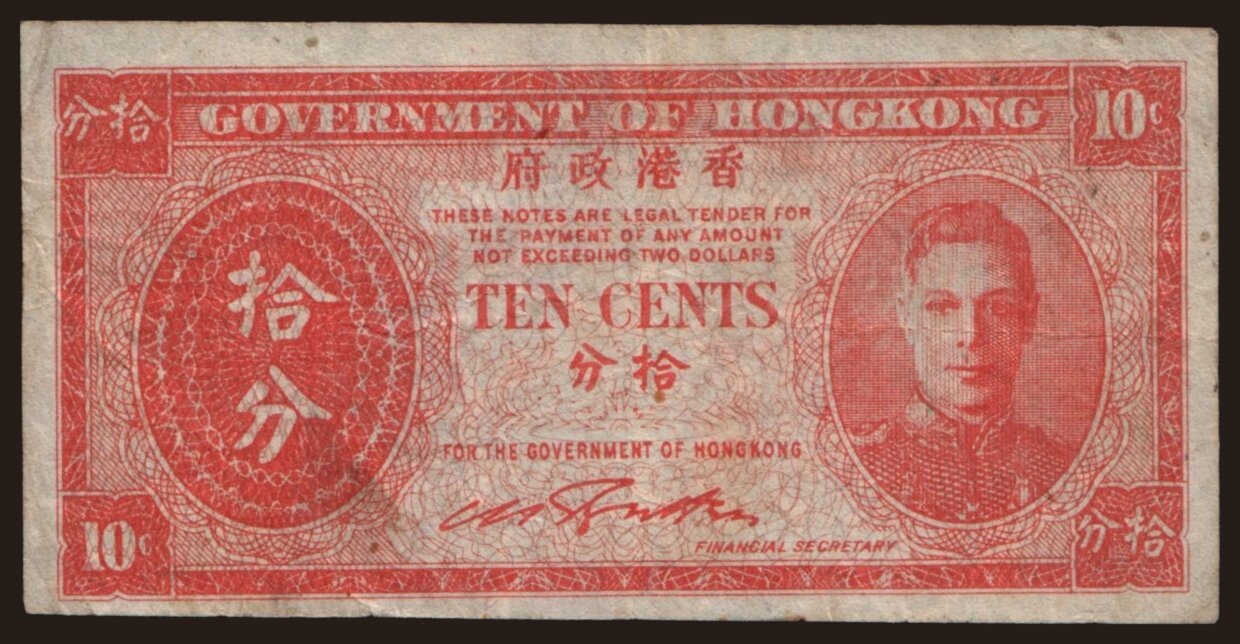 分拾
GOVERNMENT OF HONGKONG
10c
府政港香
THESE NOTES ARE LEGAL TENDER FOR
THE PAYMENT OF ANY AMOUNT
NOT EXCEEDING TWO DOLLARS
拾
分
TEN CENTS
分拾
FOR THE GOVERNMENT OF HONGKONG
FINANCIAL SECRETARY
10c
分拾